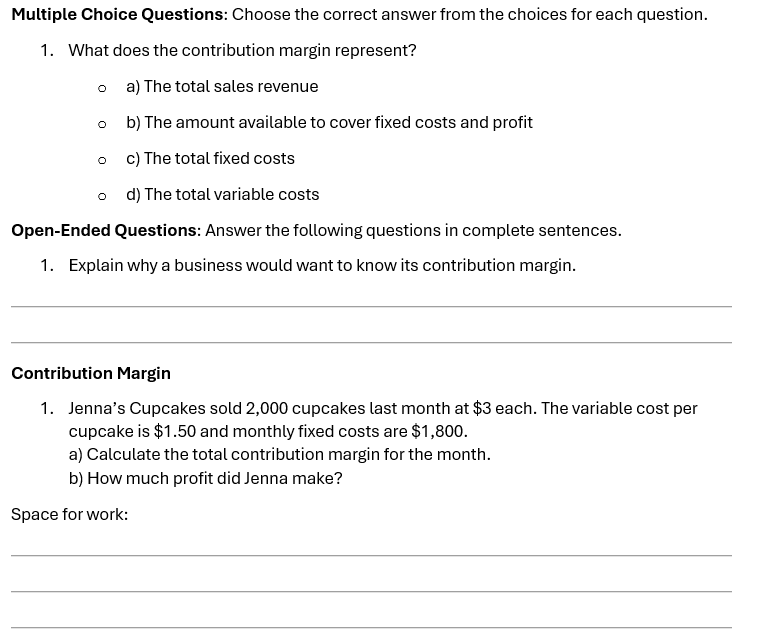 Multiple Choice Questions: Choose the correct answer from the choices for each question.
1. What does the contribution margin represent?
o a) The total sales revenue
o b) The amount available to cover fixed costs and profit
o c) The total fixed costs
o d) The total variable costs
Open-Ended Questions: Answer the following questions in complete sentences.
1. Explain why a business would want to know its contribution margin.
Contribution Margin
1. Jenna’s Cupcakes sold 2,000 cupcakes last month at $3 each. The variable cost per
cupcake is $1.50 and monthly fixed costs are $1,800.
a) Calculate the total contribution margin for the month.
b) How much profit did Jenna make?
Space for work: